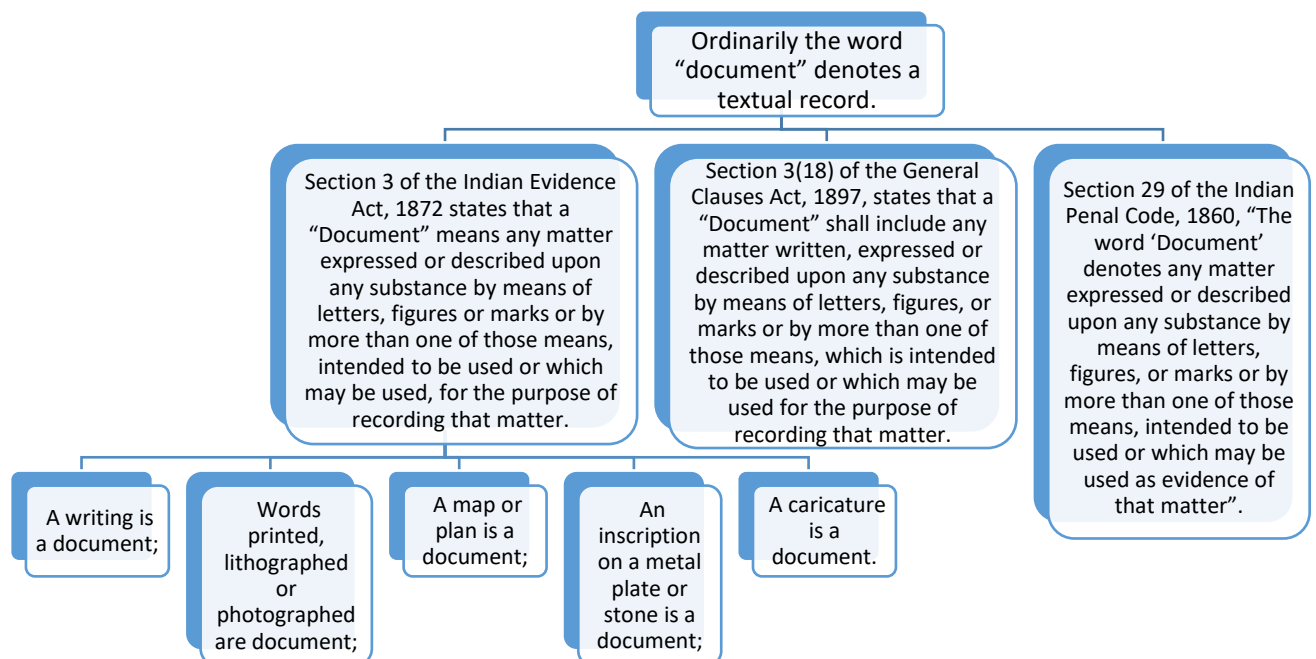 Ordinarily the word
“document” denotes a
textual record.
Section 3 of the Indian Evidence
Act, 1872 states that a
“Document” means any matter
expressed or described upon
any substance by means of
letters, figures or marks or by
more than one of those means,
intended to be used or which
may be used, for the purpose of
recording that matter.
Section 3(18) of the General
Clauses Act, 1897, states that a
“Document” shall include any
matter written, expressed or
described upon any substance
by means of letters, figures, or
marks or by more than one of
those means, which is intended
to be used or which may be
used for the purpose of
recording that matter.
Section 29 of the Indian
Penal Code, 1860, “The
word ‘Document’
denotes any matter
expressed or described
upon any substance by
means of letters,
figures, or marks or by
more than one of those
means, intended to be
used or which may be
used as evidence of
that matter”.
A writing is
a document;
Words
printed,
lithographed
or
photographed
are document;
A map or
plan is a
document;
An
inscription
on a metal
plate or
stone is a
document;
A caricature
is a
document.